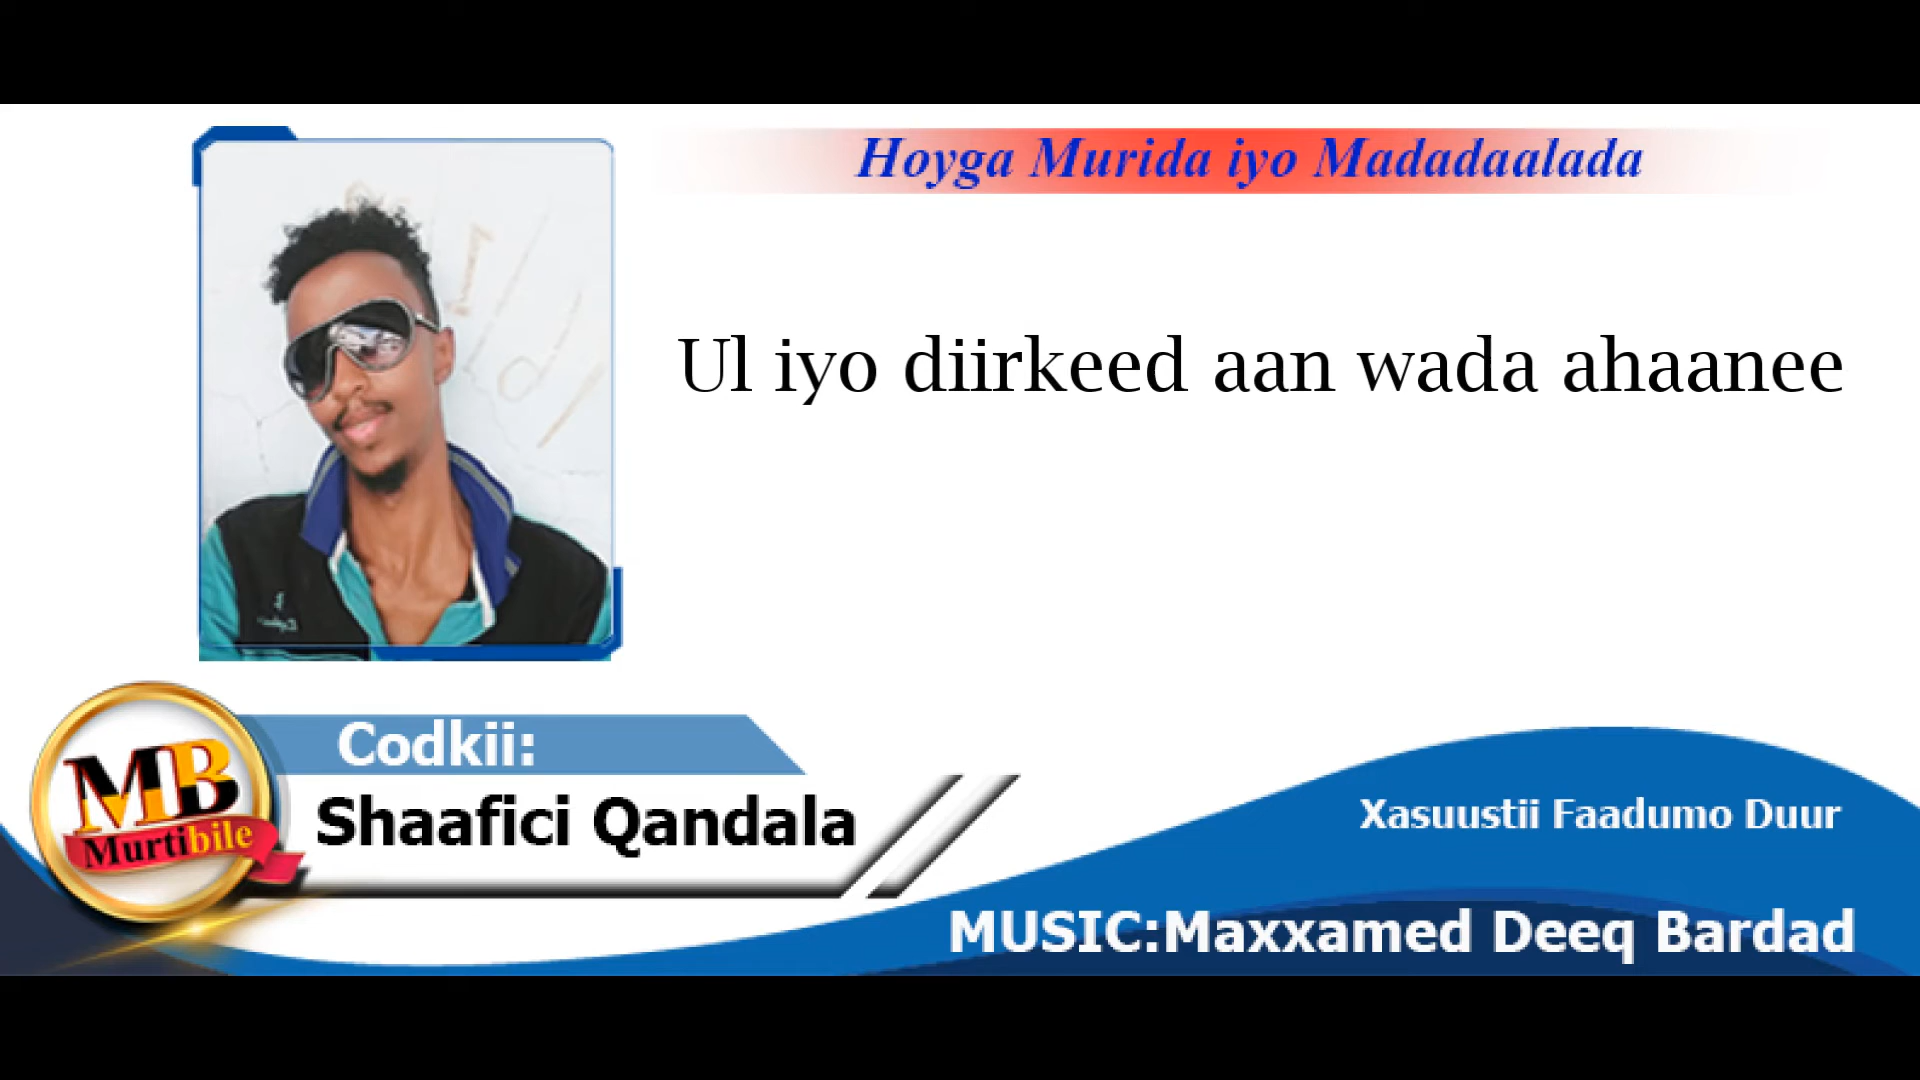 Hoyga Murida iyo Madadaalada
Ul iyo diirkeed aan wada ahaanee
Codkii:
Shaafici Qandala
MB
Murtibile
Xasuustii Faadumo Duur
MUSIC:Maxxamed Deeq Bardad